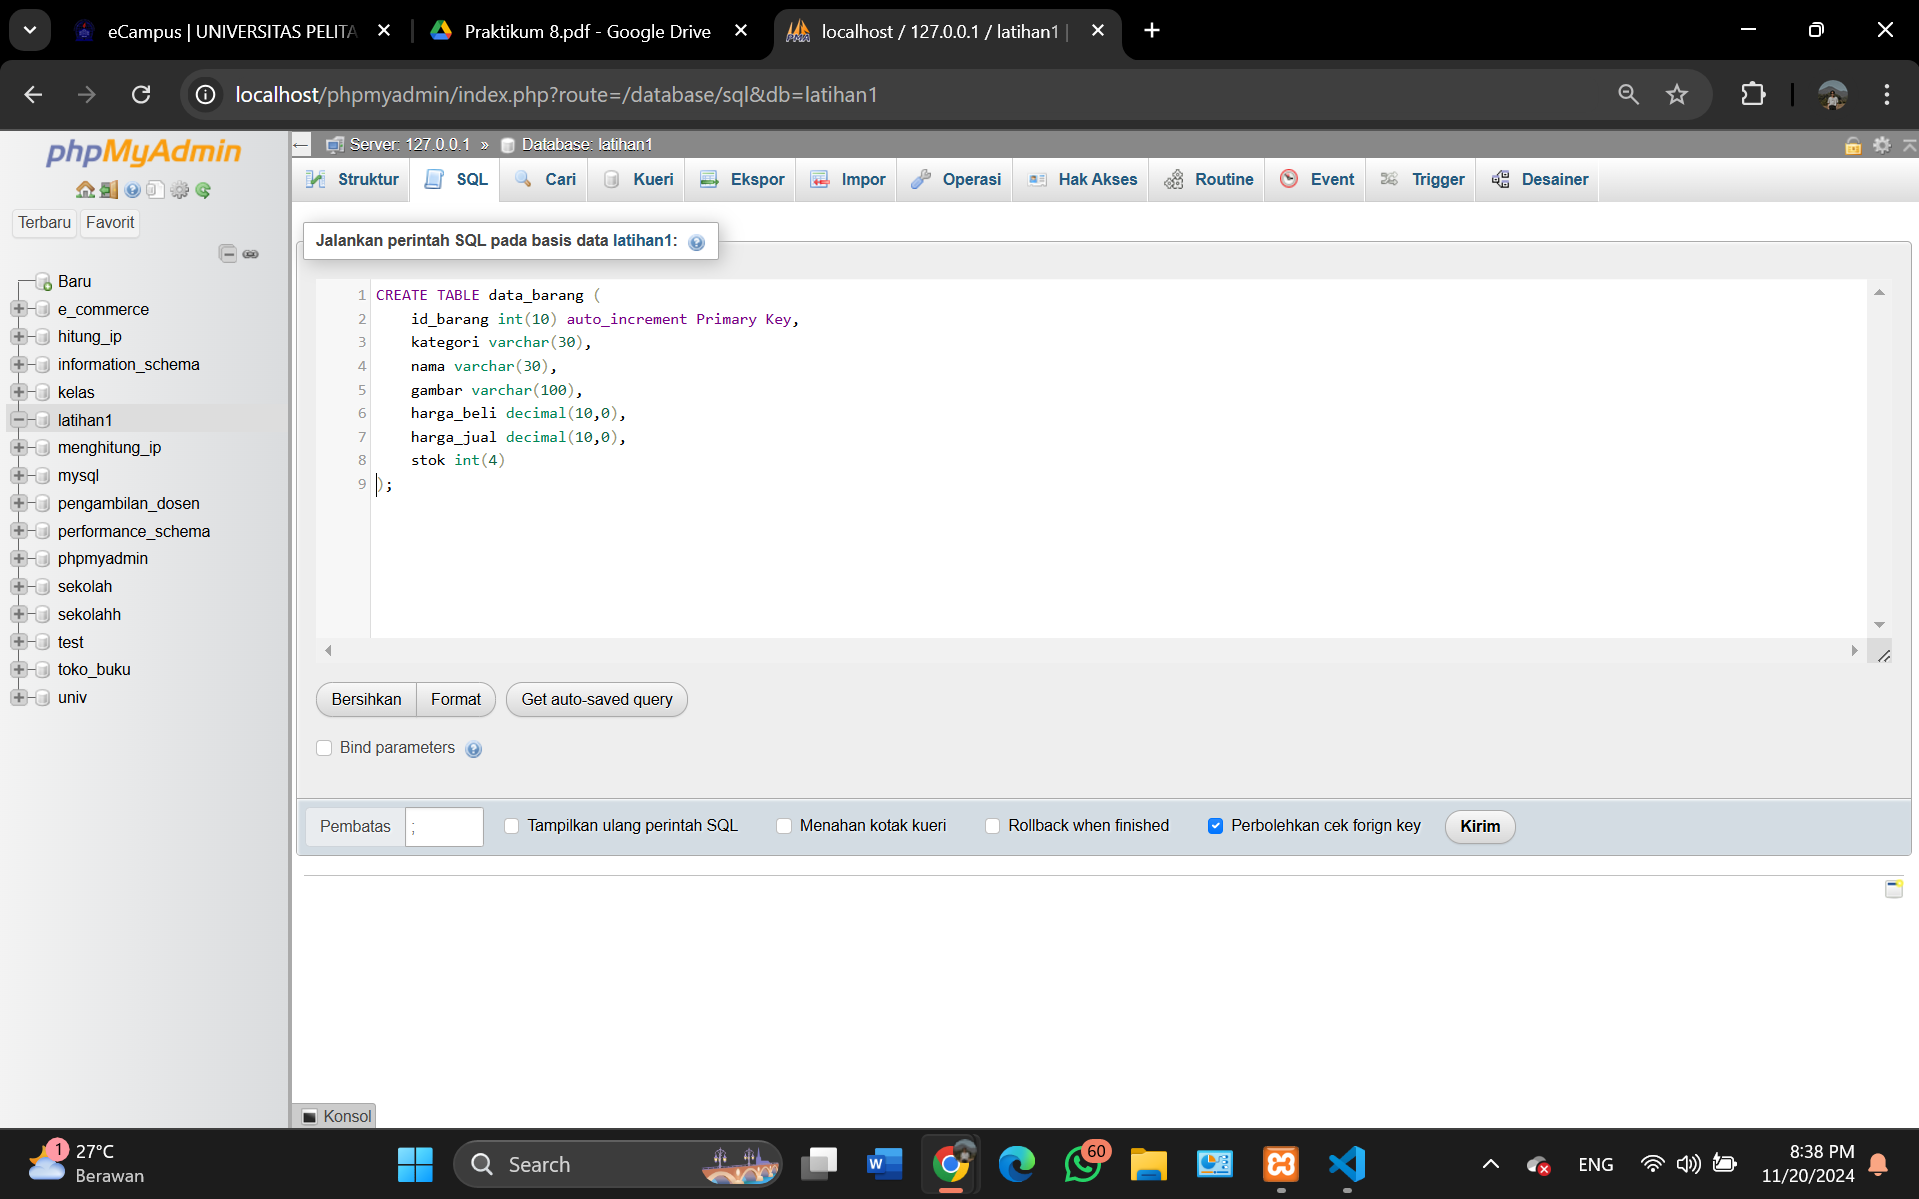 eCampus | UNIVERSITAS PELITA
Praktikum 8.pdf - Google Drive
localhost / 127.0.0.1 / latihan1 |
localhost/phpmyadmin/index.php?route=/database/sql&db=latihan1
phpMyAdmin
Terbaru Favorit
Baru
e_commerce
hitung_ip
information_schema
kelas
latihan1
menghitung_ip
mysql
pengambilan_dosen
performance_schema
phpmyadmin
sekolah
sekolahh
test
toko_buku
univ
Server: 127.0.0.1 » Database: latihan1
Struktur SQL Cari Kueri Ekspor Impor Operasi Hak Akses Routine Event Trigger Desainer
Jalankan perintah SQL pada basis data latihan1:
1 CREATE TABLE data_barang (
2 id_barang int(10) auto_increment Primary Key,
3 kategori varchar(30),
4 nama varchar(30),
5 gambar varchar(100),
6 harga_beli decimal(10,0),
7 harga_jual decimal(10,0),
8 stok int(4)
9 );
Bersihkan Format Get auto-saved query
Bind parameters
Pembatas ; Tampilkan ulang perintah SQL Menahan kotak kueri Rollback when finished Perbolehkan cek forign key Kirim
Konsol
1 27°C
Berawan
Search
60
ENG
8:38 PM
11/20/2024